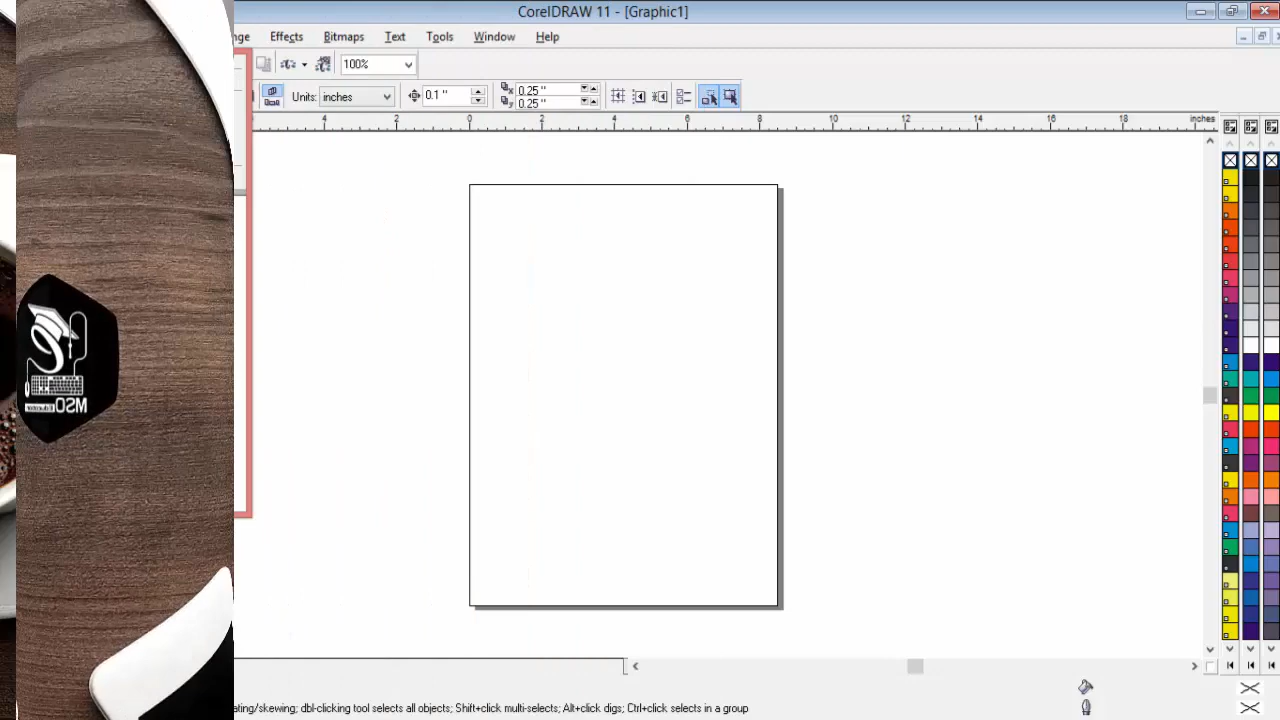 CorelDRAW 11 - [Graphic1]
nge Effects Bitmaps Text Tools Window Help
100%
Units: inches 0.1 " x 0.25 "
y 0.25 "
4 2 0 2 4 6 8 10 12 14 16 18 inches
MSO
Educator
ating/skewing; dbl-clicking tool selects all objects; Shift+click multi-selects; Alt+click digs; Ctrl+click selects in a group